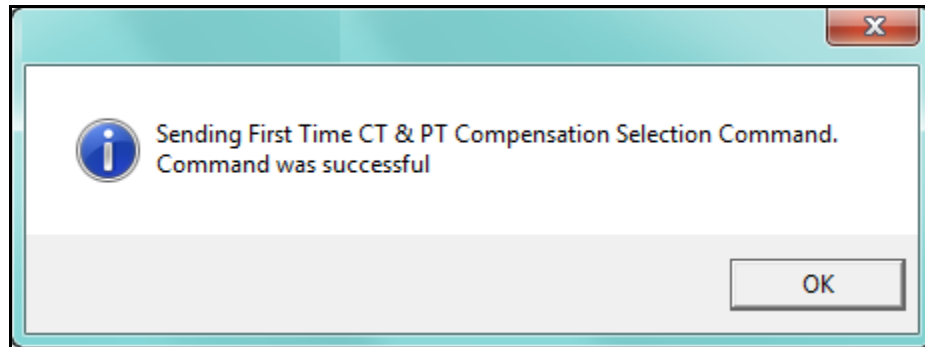 Sending First Time CT & PT Compensation Selection Command.
Command was successful
OK